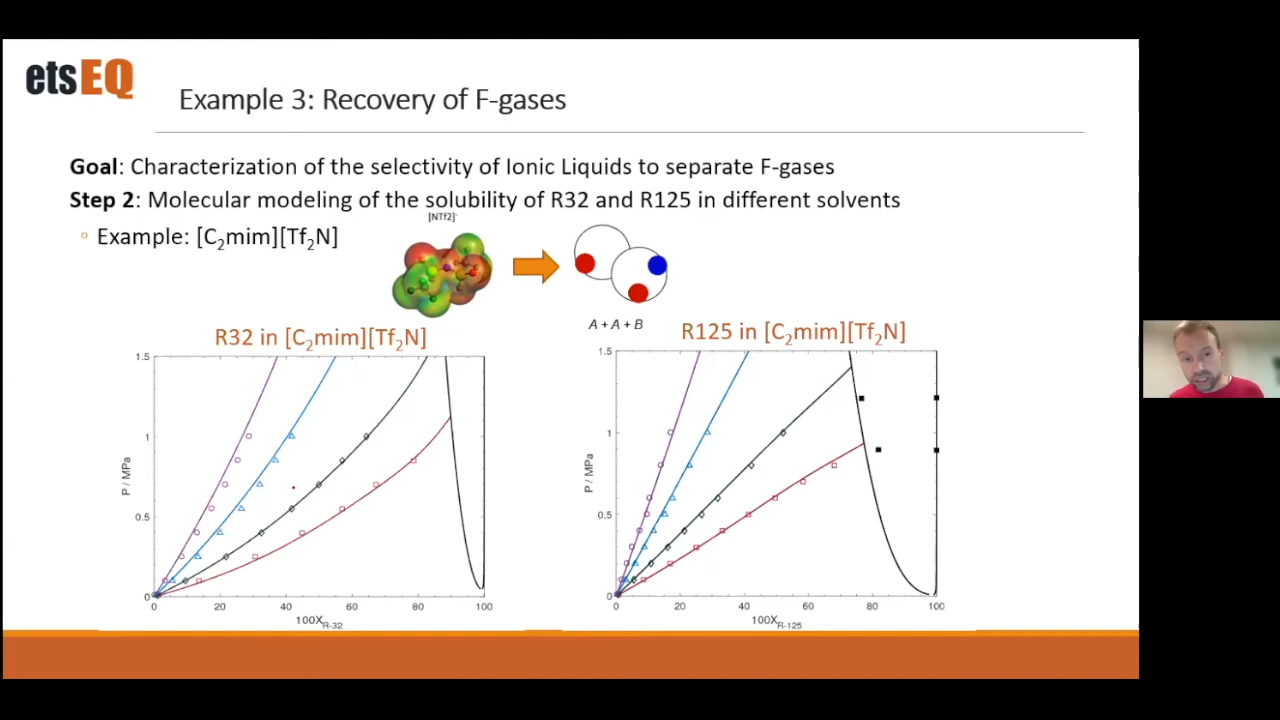 etsEQ
Example 3: Recovery of F-gases
Goal: Characterization of the selectivity of Ionic Liquids to separate F-gases
Step 2: Molecular modeling of the solubility of R32 and R125 in different solvents
Example: [C2mim][Tf2N]
[NTf2]-
A + A + B
R32 in [C2mim][Tf2N]
1.5
1
0.5
0
P / MPa
0 20 40 60 80 100
100XR-32
R125 in [C2mim][Tf2N]
1.5
1
0.5
0
P / MPa
0 20 40 60 80 100
100XR-125